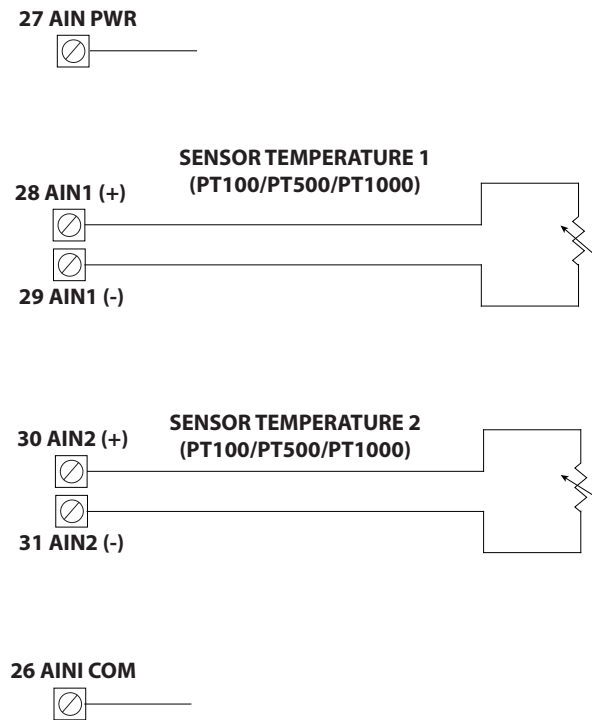 27 AIN PWR
SENSOR TEMPERATURE 1
(PT100/PT500/PT1000)
28 AIN1 (+)
29 AIN1 (-)
SENSOR TEMPERATURE 2
(PT100/PT500/PT1000)
30 AIN2 (+)
31 AIN2 (-)
26 AINI COM